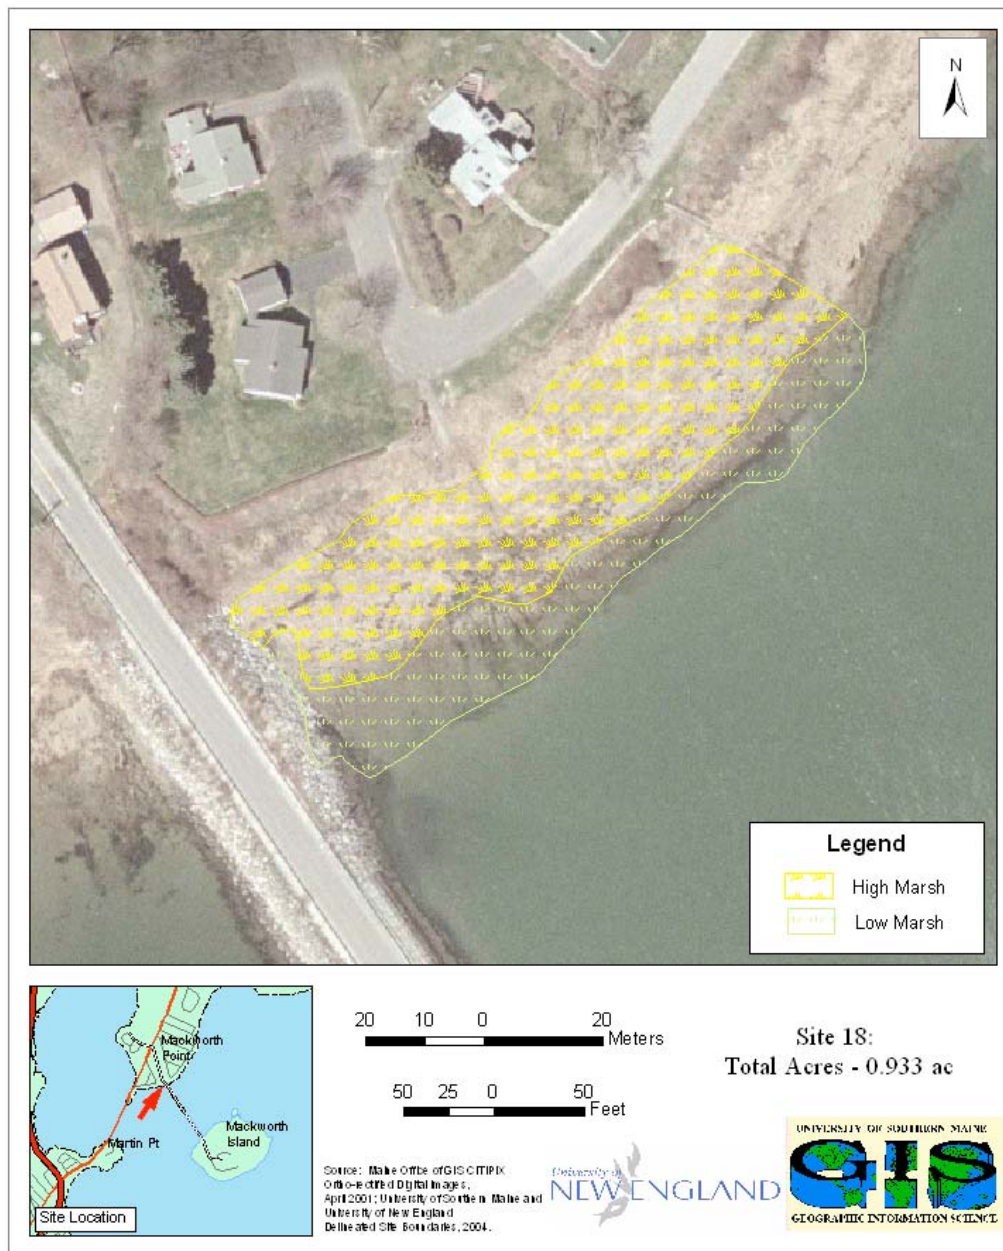 N
Legend
High Marsh
Low Marsh
Mackworth
Point
Martin Pt
Mackworth
Island
Site Location
20 10 0 20
Meters
50 25 0 50
Feet
Source: Maine Office of GIS CITIPIX
Ortho-rectified Digital Images,
April 2001; University of Southern Maine and
University of New England
Delineated Site Boundaries, 2004.
Site 18:
Total Acres - 0.933 ac
University of
NEW ENGLAND
UNIVERSITY OF SOUTHERN MAINE
GIS
GEOGRAPHIC INFORMATION SCIENCE